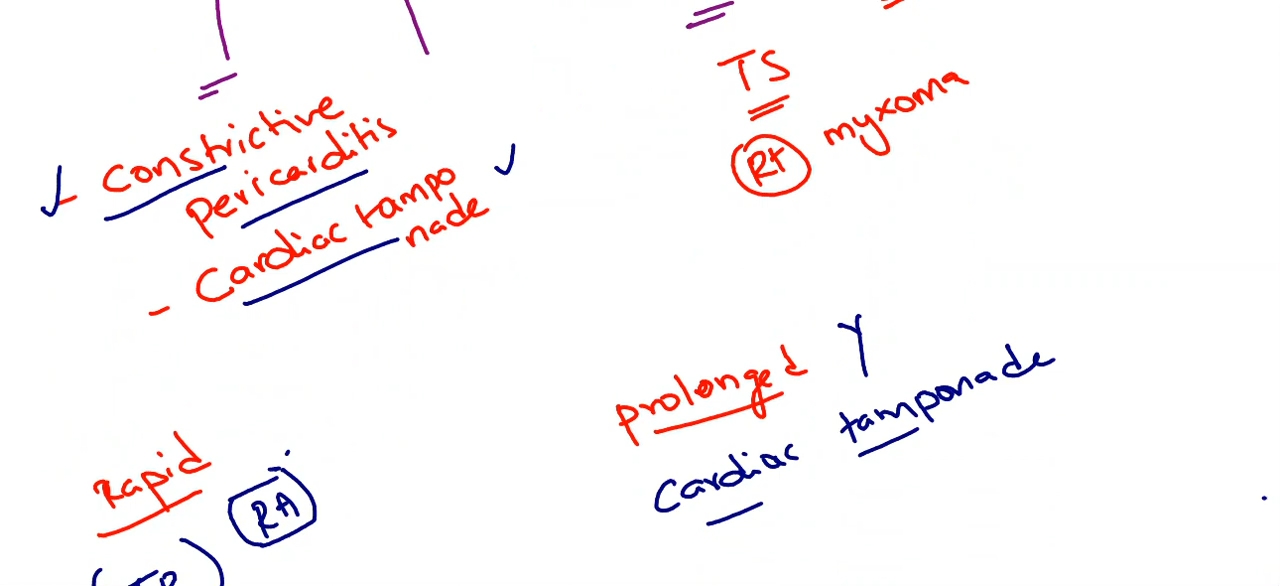 - Constrictive
Pericarditis
- Cardiac tampo
nade
TS
Rt myxoma
prolonged Y
Cardiac tamponade
Rapid
RA